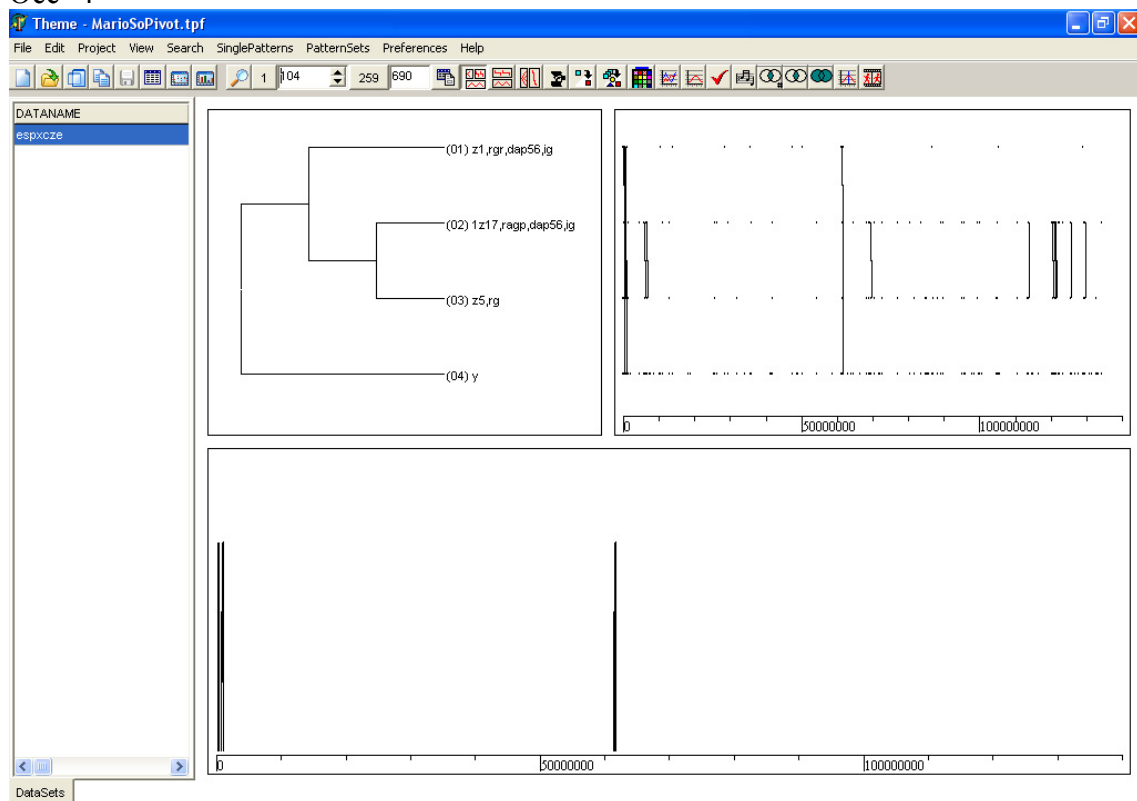 Theme - MarioSoPivot.tpf
File Edit Project View Search SinglePatterns PatternSets Preferences Help
1 104 259 690
DATANAME
espxcze
(01) z1,rgr,dap56,ig
(02) 1z17,ragp,dap56,ig
(03) z5,rg
(04) y
0 50000000 100000000
0 50000000 100000000
DataSets